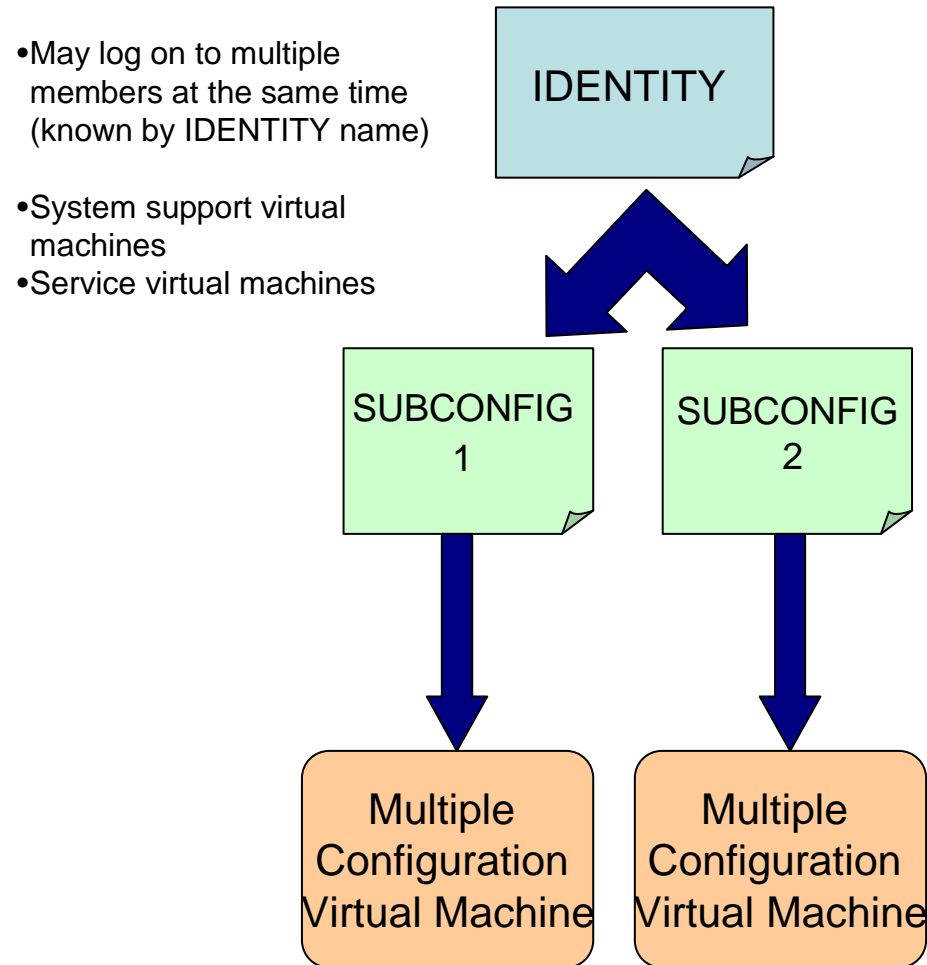 •May log on to multiple
members at the same time
(known by IDENTITY name)
•System support virtual
machines
•Service virtual machines
IDENTITY
SUBCONFIG
1
SUBCONFIG
2
Multiple
Configuration
Virtual Machine
Multiple
Configuration
Virtual Machine